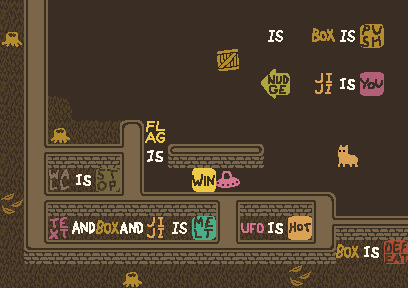 IS BOX IS PUSH
NUDGE JIJI IS YOU
FLAG
IS
WALL IS STOP
WIN
TEXT AND BOX AND JIJI IS MELT
UFO IS HOT
BOX IS DEFEAT